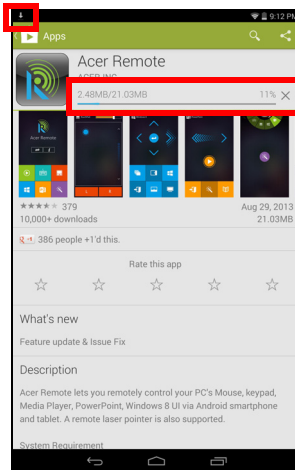 9:12 PM
Apps
Acer Remote
ACER INC.
2.48MB/21.03MB 11%
Acer Remote
379 Aug 29, 2013
10,000+ downloads 21.03MB
+1 386 people +1'd this.
Rate this app
What's new
Feature update & Issue Fix
Description
Acer Remote lets you remotely control your PC's Mouse, keypad,
Media Player, PowerPoint, Windows 8 UI via Android smartphone
and tablet. A remote laser pointer is also supported.
System Requirement